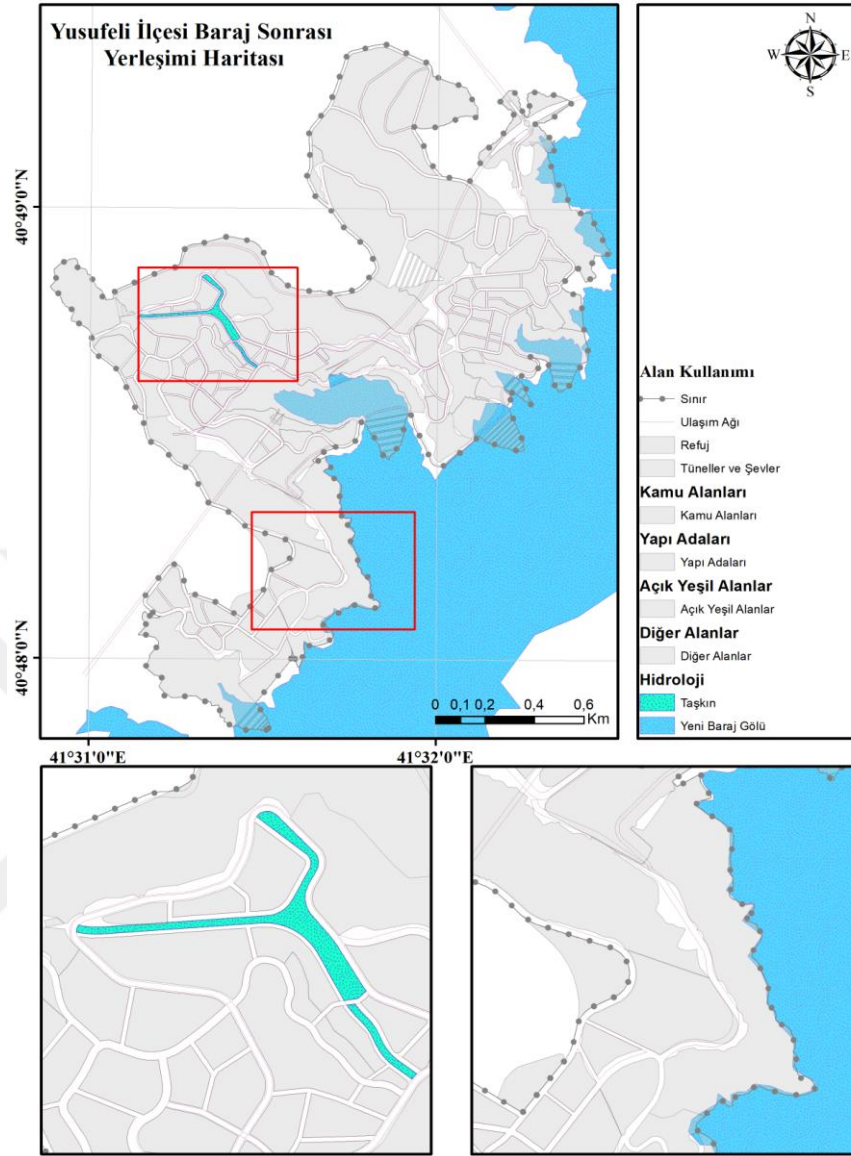 Yusufeli İlçesi Baraj Sonrası
Yerleşimi Haritası
N
W
E
S
40°49'0"N
40°48'0"N
41°31'0"E
41°32'0"E
0 0,1 0,2 0,4 0,6
Km
Alan Kullanımı
Sınır
Ulaşım Ağı
Refuj
Tüneller ve Şevler
Kamu Alanları
Kamu Alanları
Yapı Adaları
Yapı Adaları
Açık Yeşil Alanlar
Açık Yeşil Alanlar
Diğer Alanlar
Diğer Alanlar
Hidroloji
Taşkın
Yeni Baraj Gölü